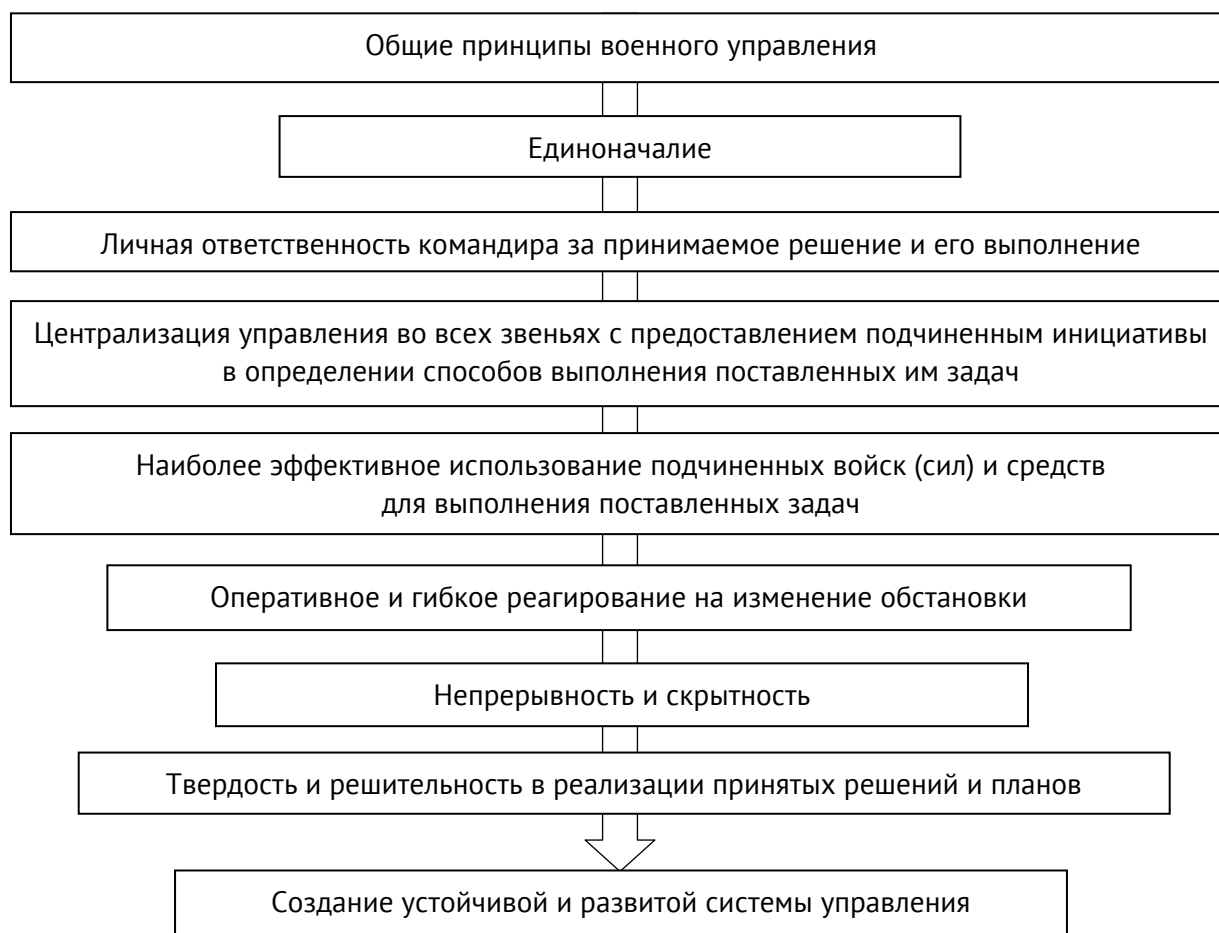 Общие принципы военного управления
Единоначалие
Личная ответственность командира за принимаемое решение и его выполнение
Централизация управления во всех звеньях с предоставлением подчиненным инициативы
в определении способов выполнения поставленных им задач
Наиболее эффективное использование подчиненных войск (сил) и средств
для выполнения поставленных задач
Оперативное и гибкое реагирование на изменение обстановки
Непрерывность и скрытность
Твердость и решительность в реализации принятых решений и планов
Создание устойчивой и развитой системы управления